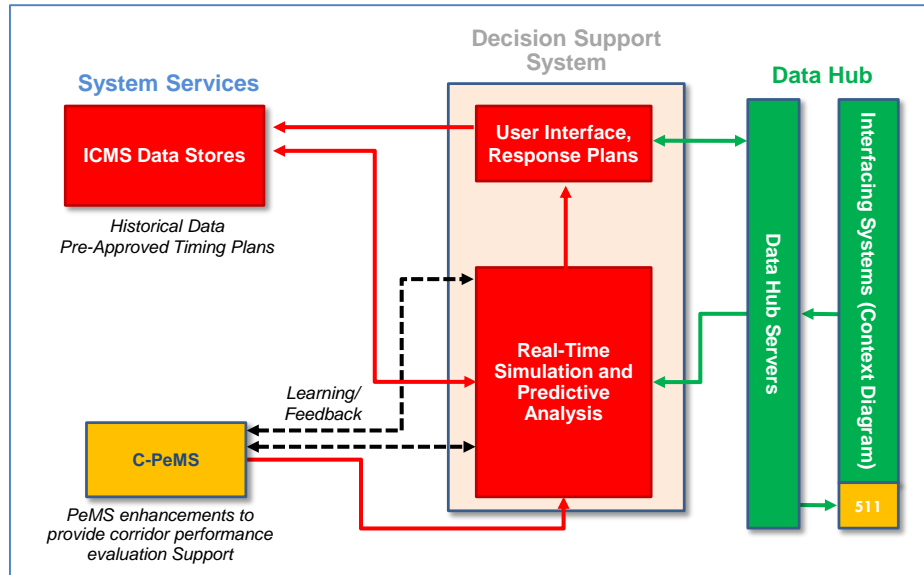 Decision Support
System
System Services
Data Hub
ICMS Data Stores
User Interface,
Response Plans
Historical Data
Pre-Approved Timing Plans
Real-Time
Simulation and
Predictive
Analysis
Data Hub Servers
Interfacing Systems (Context Diagram)
511
Learning/
Feedback
C-PeMS
PeMS enhancements to
provide corridor performance
evaluation Support